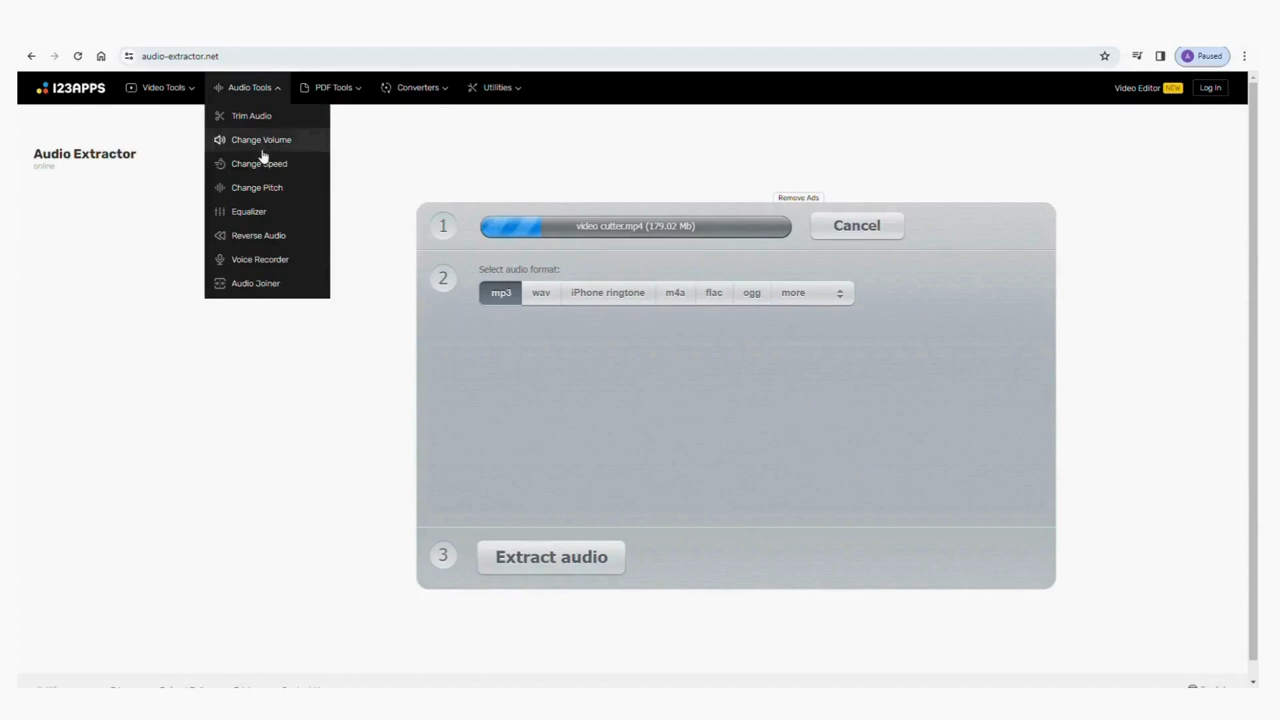 audio-extractor.net
Paused
123APPS
Video Tools
Audio Tools
PDF Tools
Converters
Utilities
Video Editor NEW
Log In
Trim Audio
Change Volume
Change Speed
Change Pitch
Equalizer
Reverse Audio
Voice Recorder
Audio Joiner
Audio Extractor
online
Remove Ads
1
video cutter.mp4 (179.02 Mb)
Cancel
2
Select audio format:
mp3 wav iPhone ringtone m4a flac ogg more
3
Extract audio